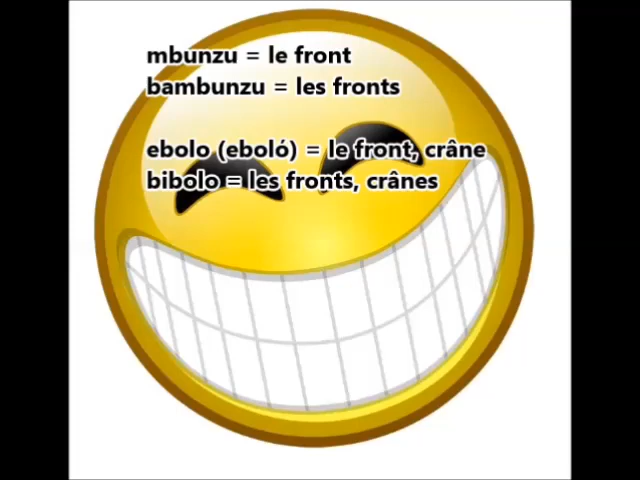 mbunzu = le front
bambunzu = les fronts
ebolo (eboló) = le front, crâne
bibolo = les fronts, crânes